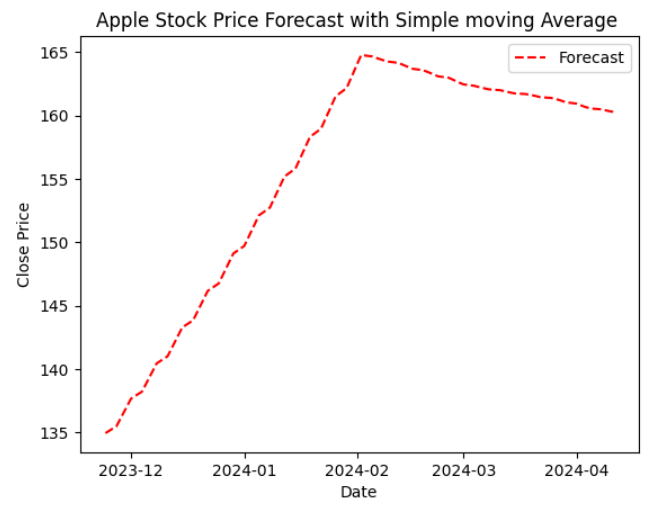 Apple Stock Price Forecast with Simple moving Average
Forecast
165
160
155
150
145
140
135
Close Price
2023-12 2024-01 2024-02 2024-03 2024-04
Date